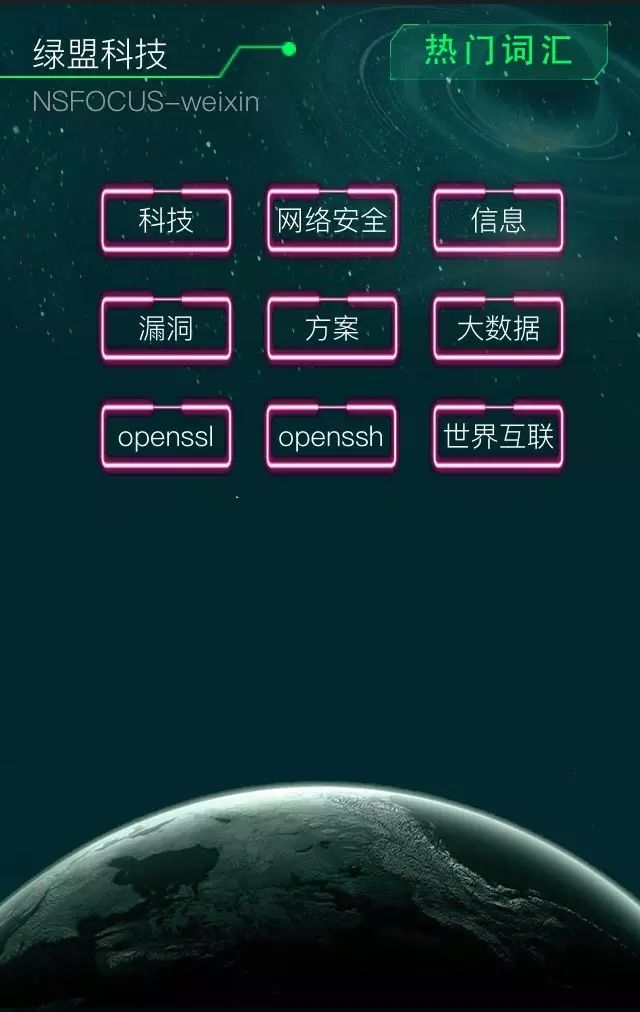 绿盟科技
热门词汇
NSFOCUS-weixin
科技 网络安全 信息
漏洞 方案 大数据
openssl openssh 世界互联